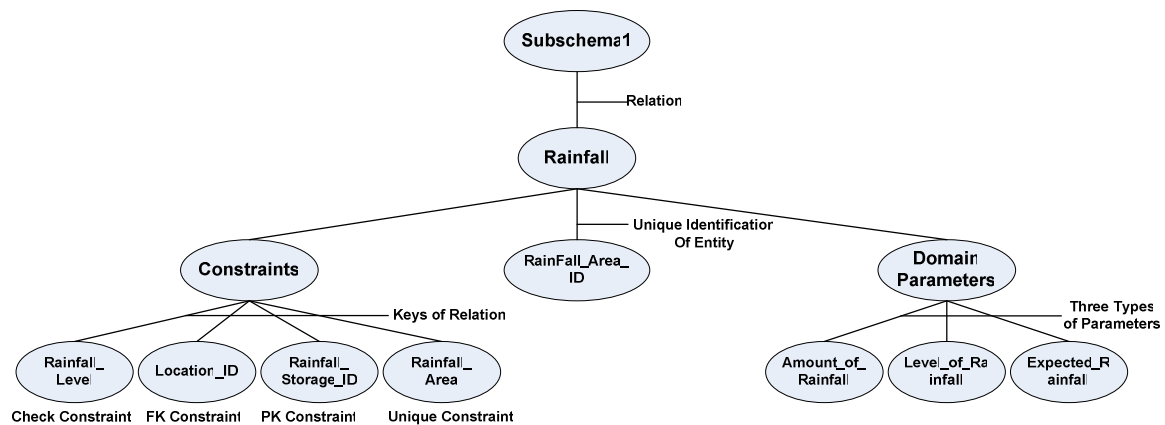 Subschema1
Relation
Rainfall
Unique Identification
Of Entity
Constraints
RainFall_Area_
ID
Domain
Parameters
Keys of Relation
Three Types
of Parameters
Rainfall_
Level
Location_ID
Rainfall_
Storage_ID
Rainfall_
Area
Amount_of_
Rainfall
Level_of_Ra
infall
Expected_R
ainfall
Check Constraint
FK Constraint
PK Constraint
Unique Constraint